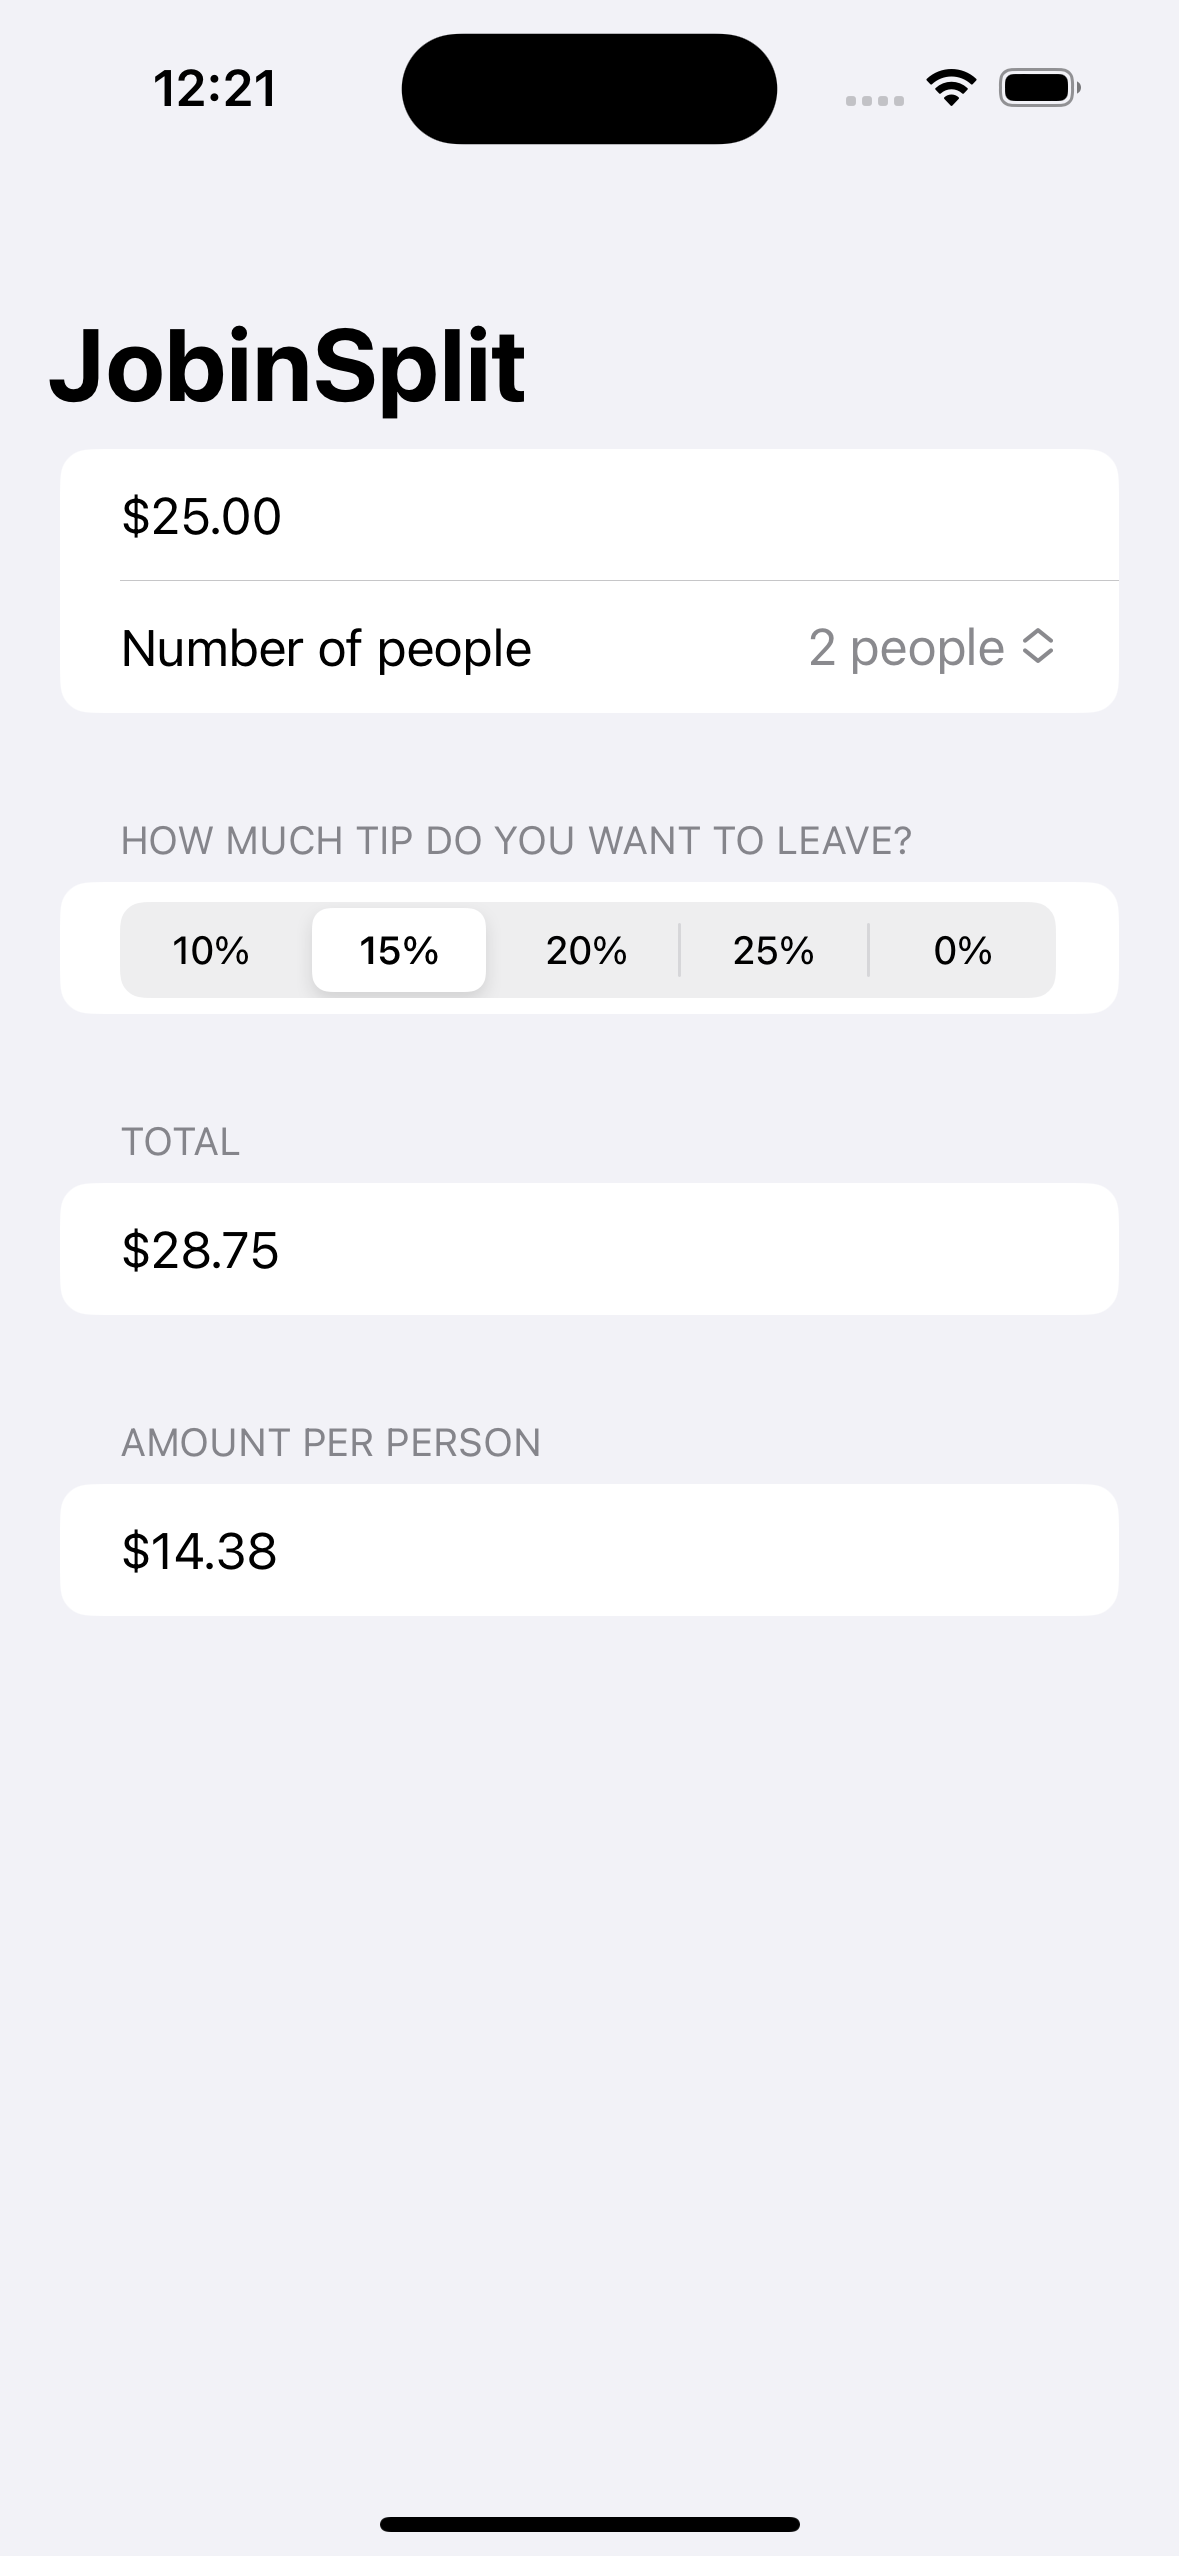 12:21
JobinSplit
$25.00
Number of people 2 people
HOW MUCH TIP DO YOU WANT TO LEAVE?
10% 15% 20% 25% 0%
TOTAL
$28.75
AMOUNT PER PERSON
$14.38